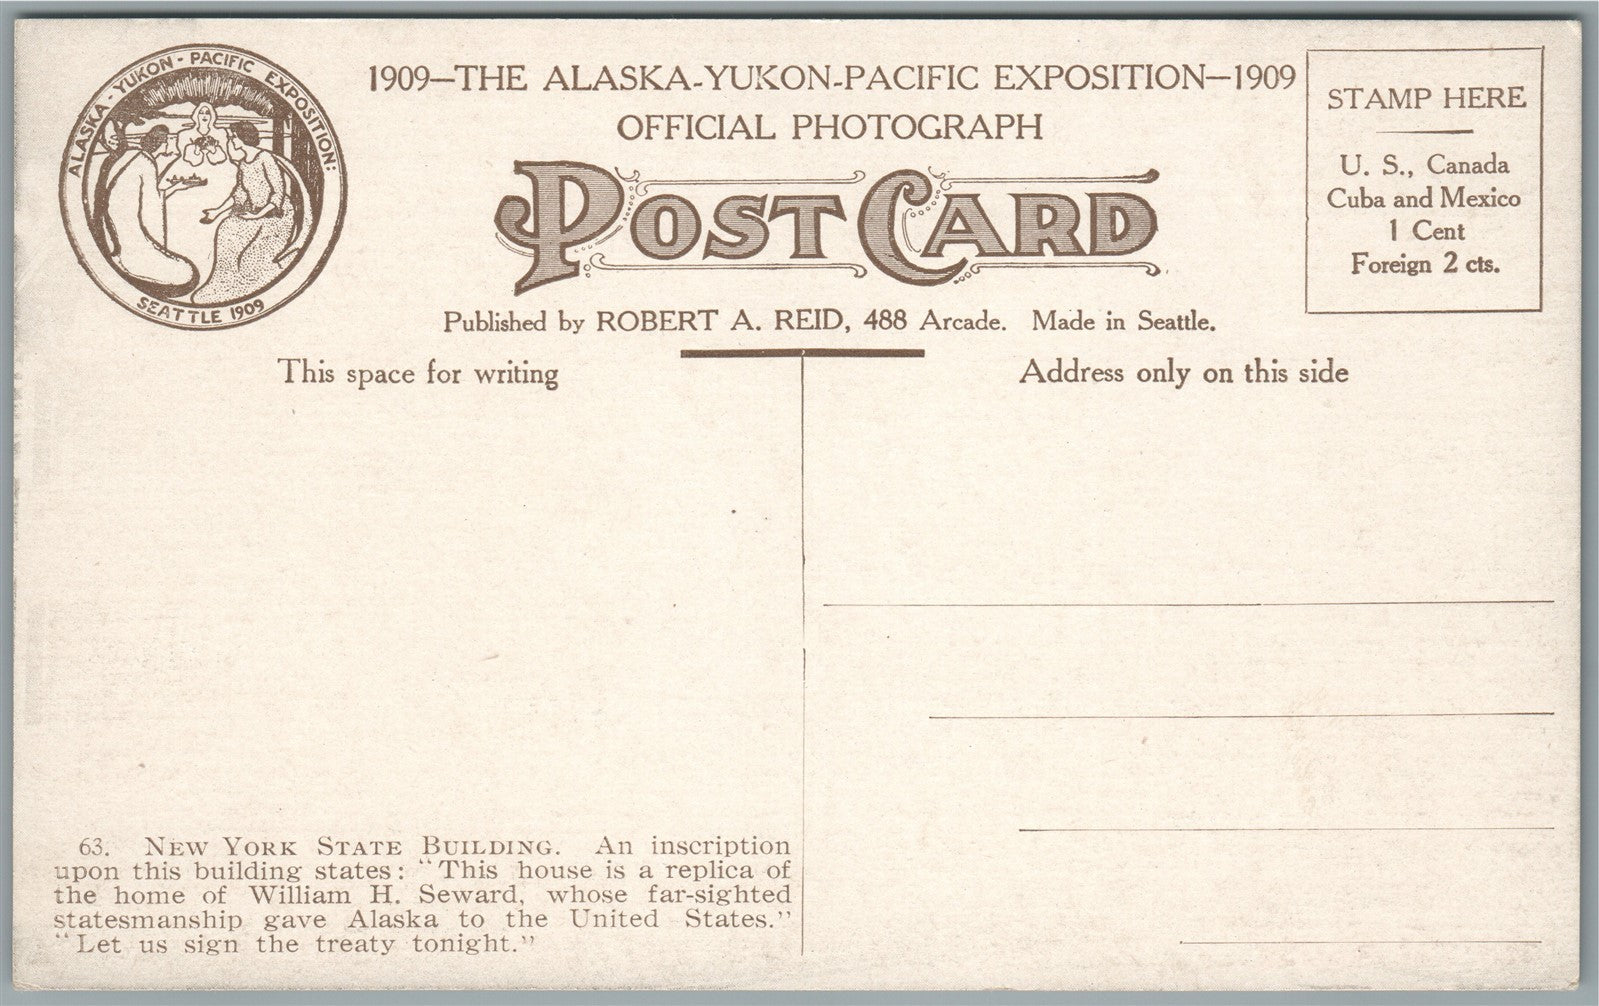 ALASKA - YUKON - PACIFIC EXPOSITION:
SEATTLE 1909
1909—THE ALASKA-YUKON-PACIFIC EXPOSITION—1909
OFFICIAL PHOTOGRAPH
POST CARD
Published by ROBERT A. REID, 488 Arcade. Made in Seattle.
STAMP HERE
U. S., Canada
Cuba and Mexico
1 Cent
Foreign 2 cts.
This space for writing
Address only on this side
63. NEW YORK STATE BUILDING. An inscription
upon this building states: "This house is a replica of
the home of William H. Seward, whose far-sighted
statesmanship gave Alaska to the United States."
"Let us sign the treaty tonight."